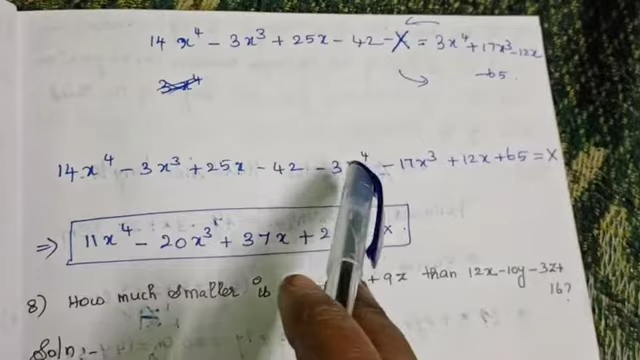 14x⁴ - 3x³ + 25x - 42 - X = 3x⁴ + 17x³ - 12x
- 65
14x⁴ - 3x³ + 25x - 42 - 3x⁴ - 17x³ + 12x + 65 = X
⇒ 11x⁴ - 20x³ + 37x + 2 x
8) How much smaller is + 9x than 12x - 10y - 3z +
16?
Soln:-